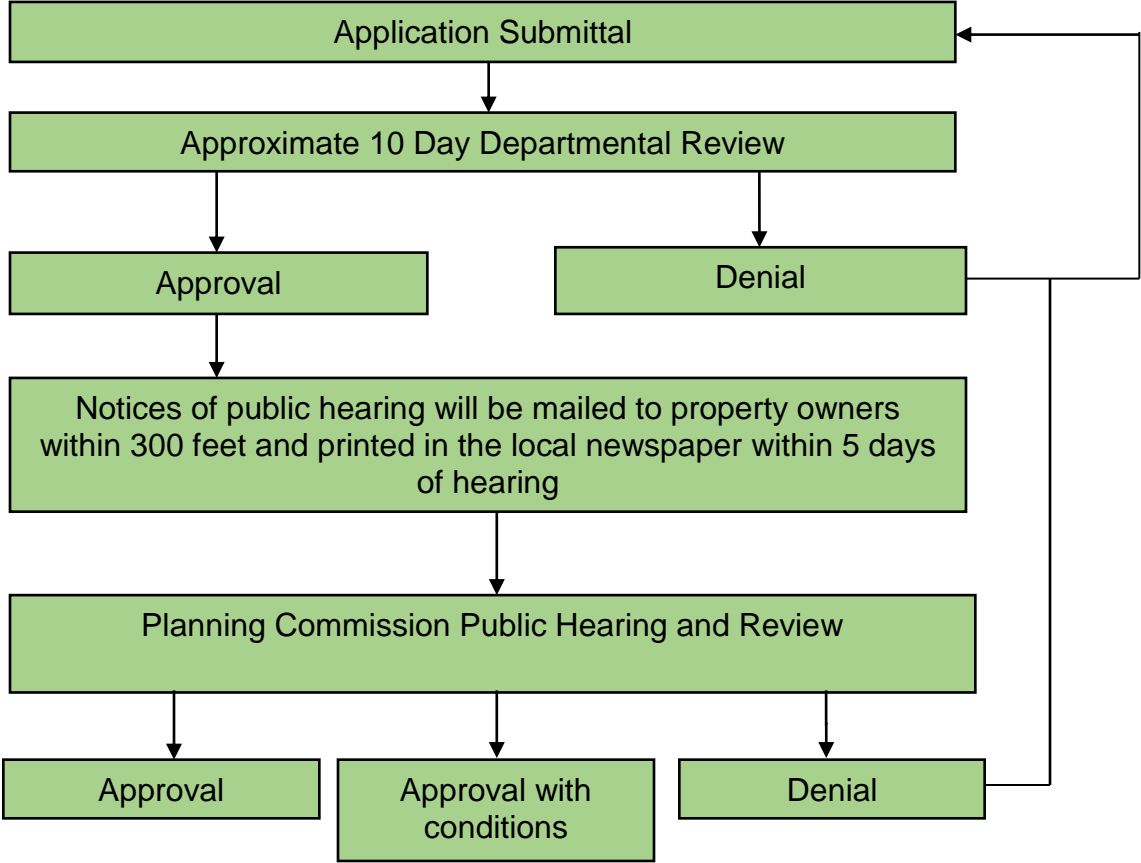 Application Submittal
Approximate 10 Day Departmental Review
Approval
Denial
Notices of public hearing will be mailed to property owners
within 300 feet and printed in the local newspaper within 5 days
of hearing
Planning Commission Public Hearing and Review
Approval
Approval with
conditions
Denial